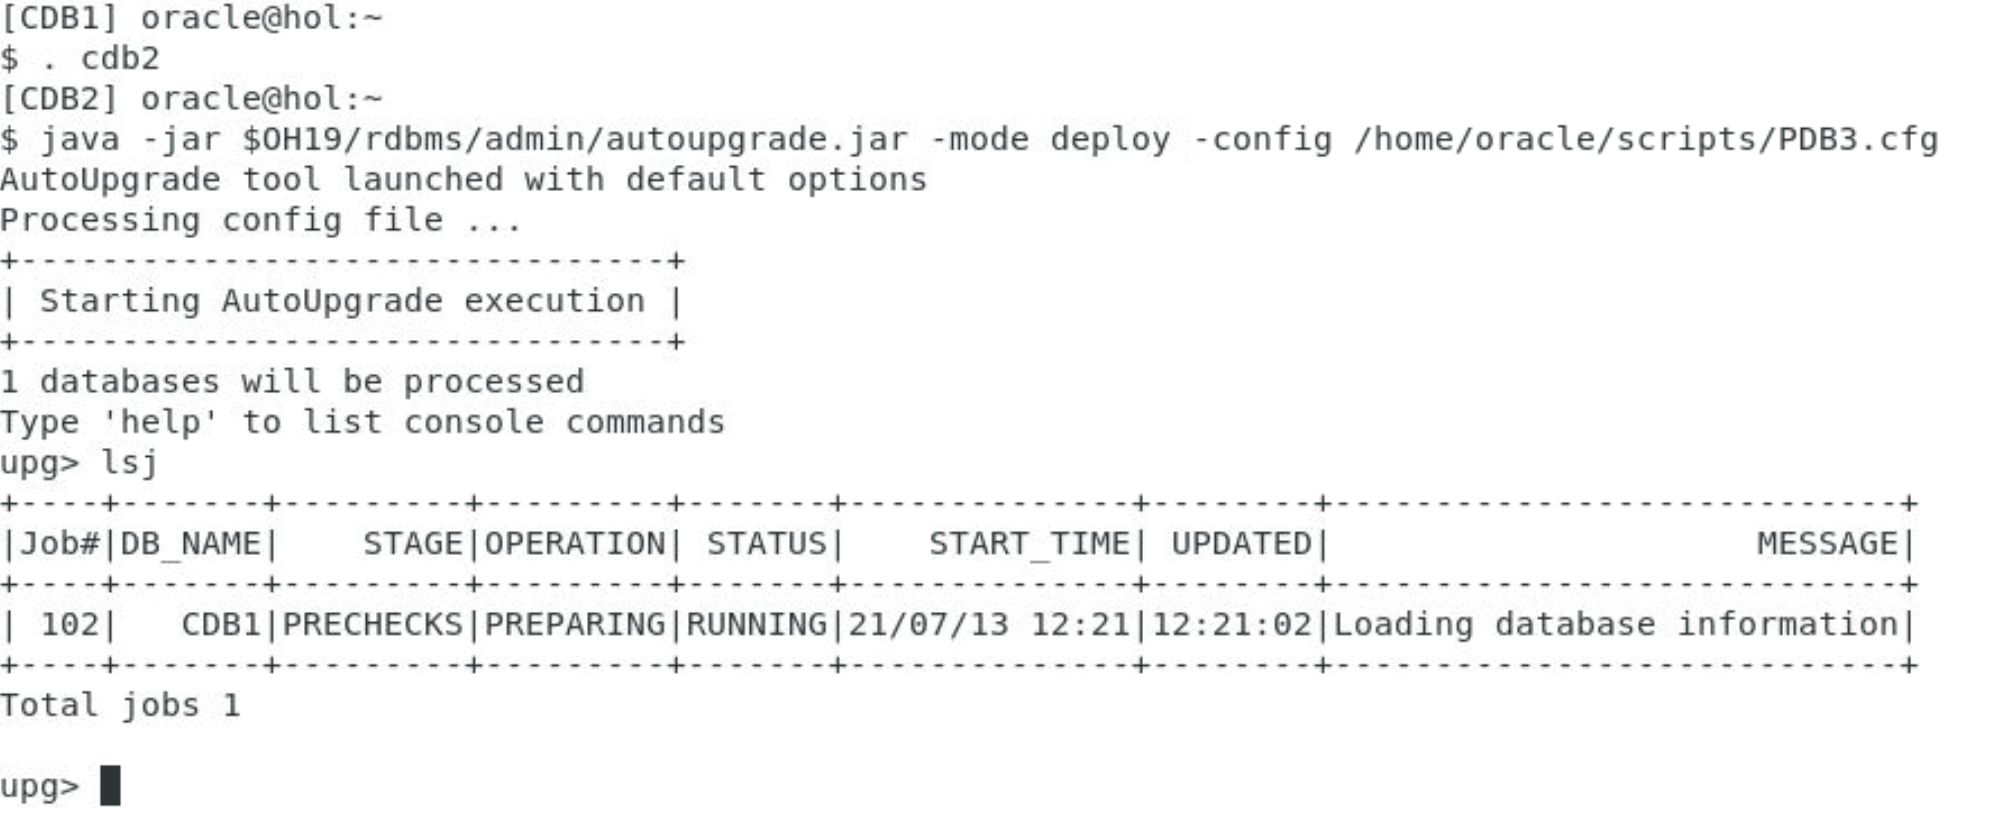 [CDB1] oracle@hol:~
$ . cdb2
[CDB2] oracle@hol:~
$ java -jar $OH19/rdbms/admin/autoupgrade.jar -mode deploy -config /home/oracle/scripts/PDB3.cfg
AutoUpgrade tool launched with default options
Processing config file ...
+--------------------------------+
| Starting AutoUpgrade execution |
+--------------------------------+
1 databases will be processed
Type 'help' to list console commands
upg> lsj
+----+-------+---------+---------+-------+--------------+--------+----------------------------+
|Job#|DB_NAME|    STAGE|OPERATION| STATUS|    START_TIME| UPDATED|                     MESSAGE|
+----+-------+---------+---------+-------+--------------+--------+----------------------------+
| 102|   CDB1|PRECHECKS|PREPARING|RUNNING|21/07/13 12:21|12:21:02|Loading database information|
+----+-------+---------+---------+-------+--------------+--------+----------------------------+
Total jobs 1
upg>